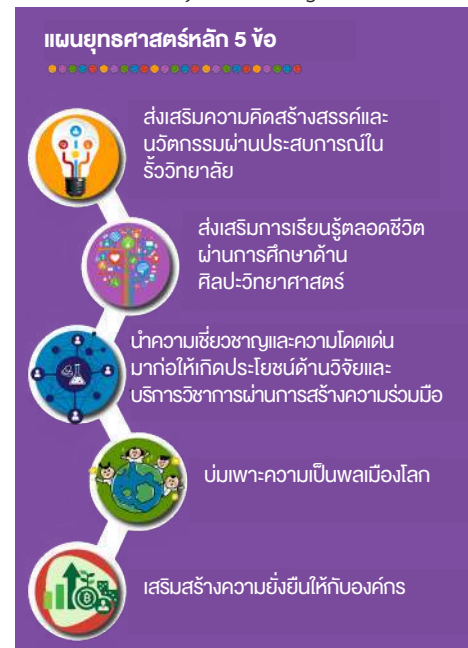 แผนยุทธศาสตร์หลัก 5 ข้อ
ส่งเสริมความคิดสร้างสรรค์และ
นวัตกรรมผ่านประสบการณ์ใน
รั้ววิทยาลัย
ส่งเสริมการเรียนรู้ตลอดชีวิต
ผ่านการศึกษาด้าน
ศิลปะวิทยาศาสตร์
นำความเชี่ยวชาญและความโดดเด่น
มาก่อให้เกิดประโยชน์ด้านวิจัยและ
บริการวิชาการผ่านการสร้างความร่วมมือ
บ่มเพาะความเป็นพลเมืองโลก
เสริมสร้างความยั่งยืนให้กับองค์กร